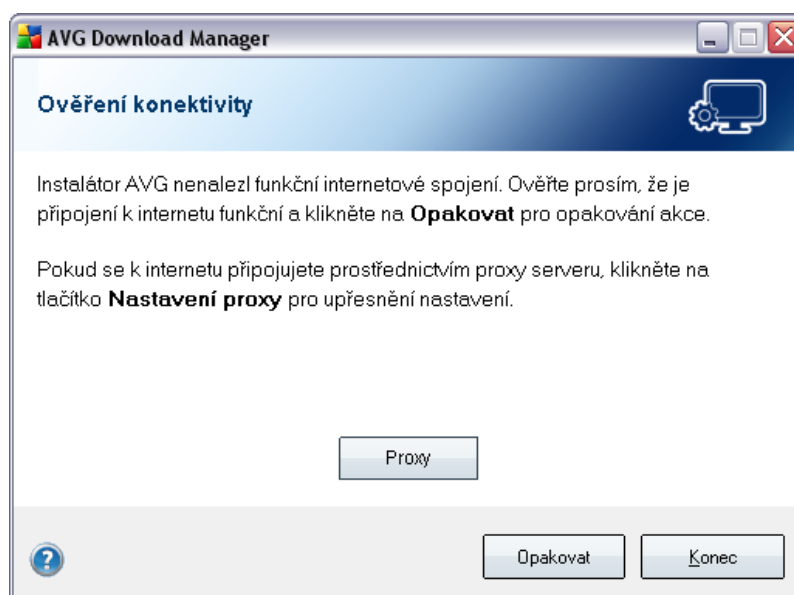 AVG Download Manager
Ověření konektivity
Instalátor AVG nenalezl funkční internetové spojení. Ověřte prosím, že je
připojení k internetu funkční a klikněte na Opakovat pro opakování akce.
Pokud se k internetu připojujete prostřednictvím proxy serveru, klikněte na
tlačítko Nastavení proxy pro upřesnění nastavení.
Proxy
?
Opakovat
Konec